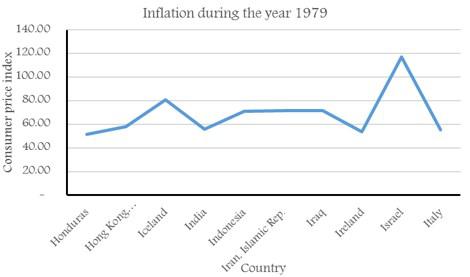 Inflation during the year 1979
Consumer price index
140.00
120.00
100.00
80.00
60.00
40.00
20.00
-
Honduras
Hong Kong…
Iceland
India
Indonesia
Iran, Islamic Rep.
Iraq
Ireland
Israel
Italy
Country